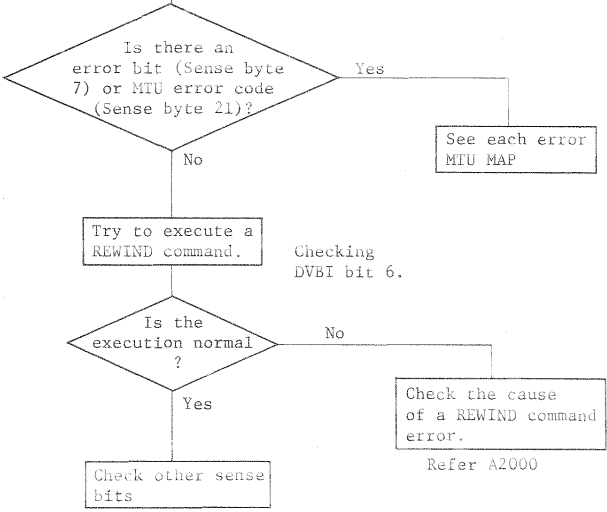 Is there an
error bit (Sense byte
7) or MTU error code
(Sense byte 21)?
Yes
See each error
MTU MAP
No
Try to execute a
REWIND command.
Checking
DVBI bit 6.
Is the
execution normal
?
No
Check the cause
of a REWIND command
error.
Refer A2000
Yes
Check other sense
bits